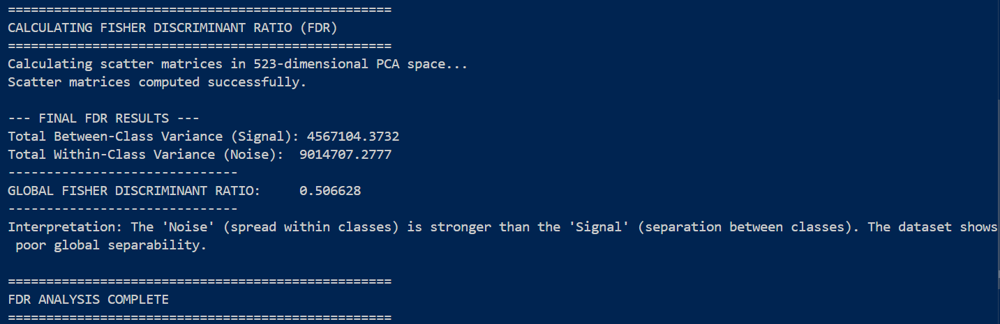 ==================================================
CALCULATING FISHER DISCRIMINANT RATIO (FDR)
==================================================
Calculating scatter matrices in 523-dimensional PCA space...
Scatter matrices computed successfully.
--- FINAL FDR RESULTS ---
Total Between-Class Variance (Signal): 4567104.3732
Total Within-Class Variance (Noise):  9014707.2777
------------------------------
GLOBAL FISHER DISCRIMINANT RATIO:     0.506628
------------------------------
Interpretation: The 'Noise' (spread within classes) is stronger than the 'Signal' (separation between classes). The dataset shows
 poor global separability.
==================================================
FDR ANALYSIS COMPLETE
==================================================